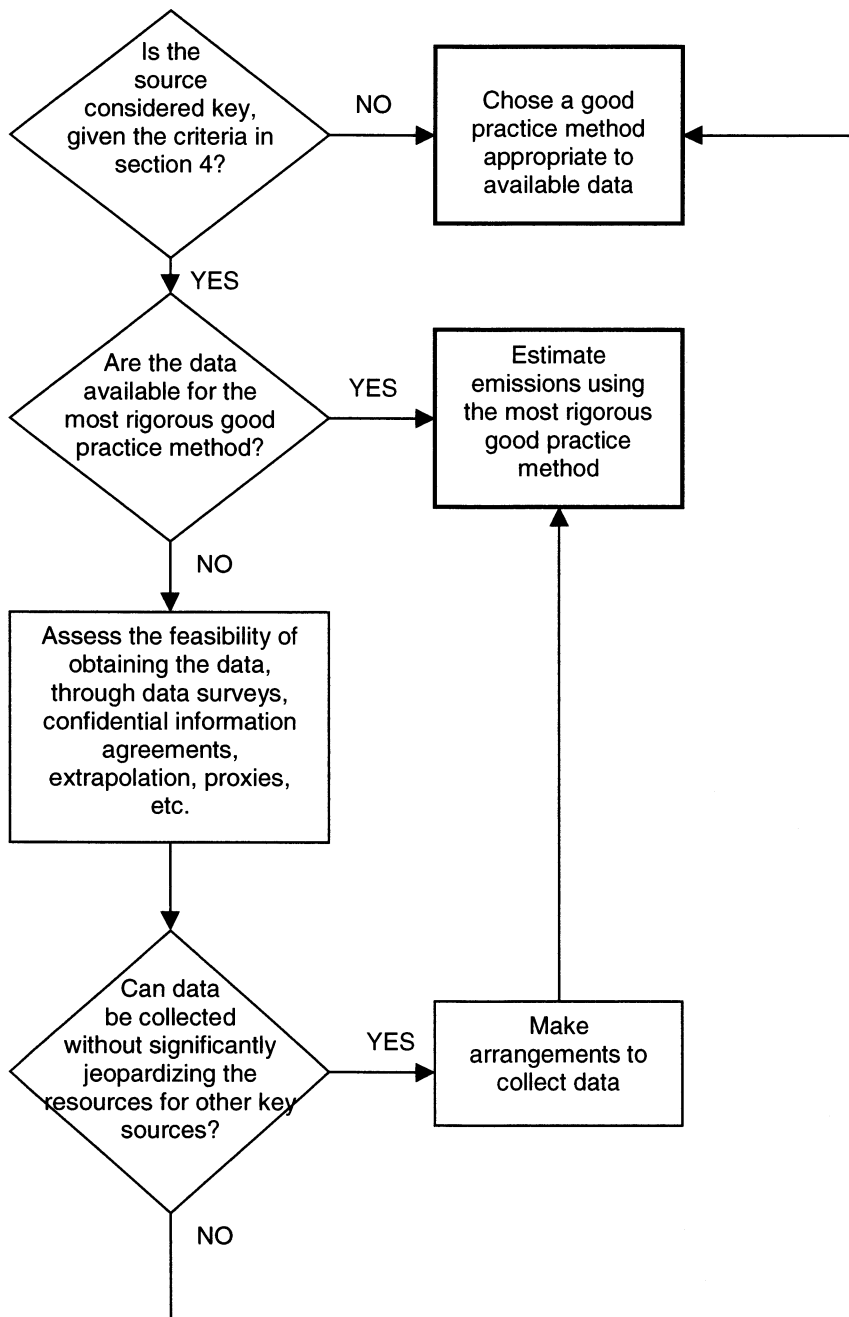 Is the
source
considered key,
given the criteria in
section 4?
NO
Chose a good
practice method
appropriate to
available data
YES
Are the data
available for the
most rigorous good
practice method?
YES
Estimate
emissions using
the most rigorous
good practice
method
NO
Assess the feasibility of
obtaining the data,
through data surveys,
confidential information
agreements,
extrapolation, proxies,
etc.
Can data
be collected
without significantly
jeopardizing the
resources for other key
sources?
YES
Make
arrangements to
collect data
NO